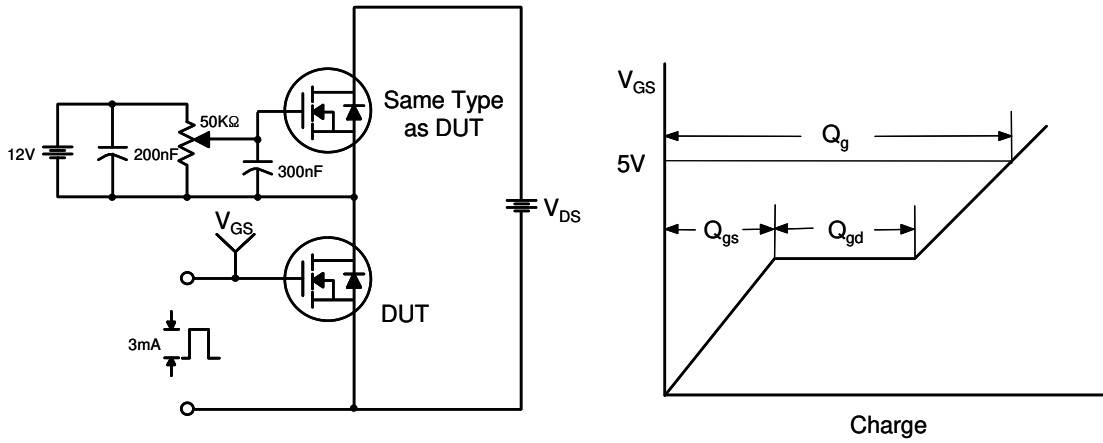 12V
200nF
50KΩ
300nF
Same Type
as DUT
V_DS
V_GS
DUT
3mA
V_GS
5V
Q_g
Q_gs
Q_gd
Charge